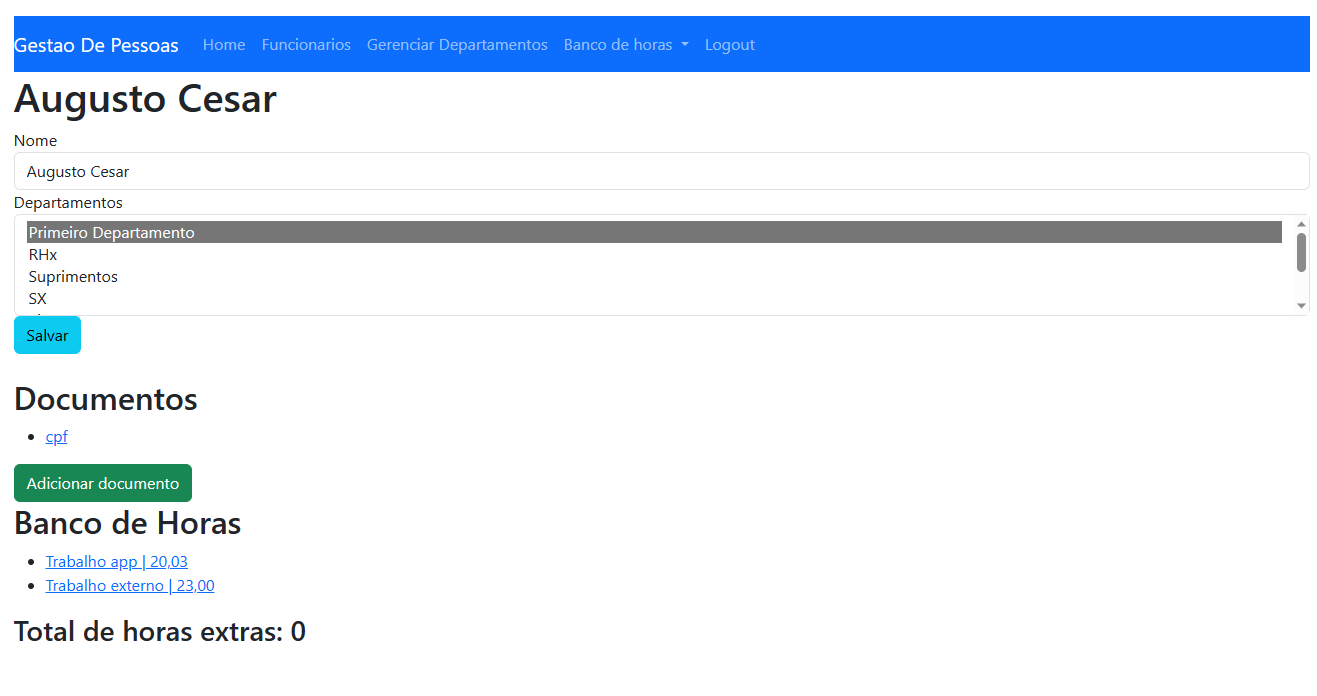 Gestao De Pessoas Home Funcionarios Gerenciar Departamentos Banco de horas Logout
Augusto Cesar
Nome
Augusto Cesar
Departamentos
Primeiro Departamento
RHx
Suprimentos
SX
Salvar
Documentos
cpf
Adicionar documento
Banco de Horas
Trabalho app | 20,03
Trabalho externo | 23,00
Total de horas extras: 0